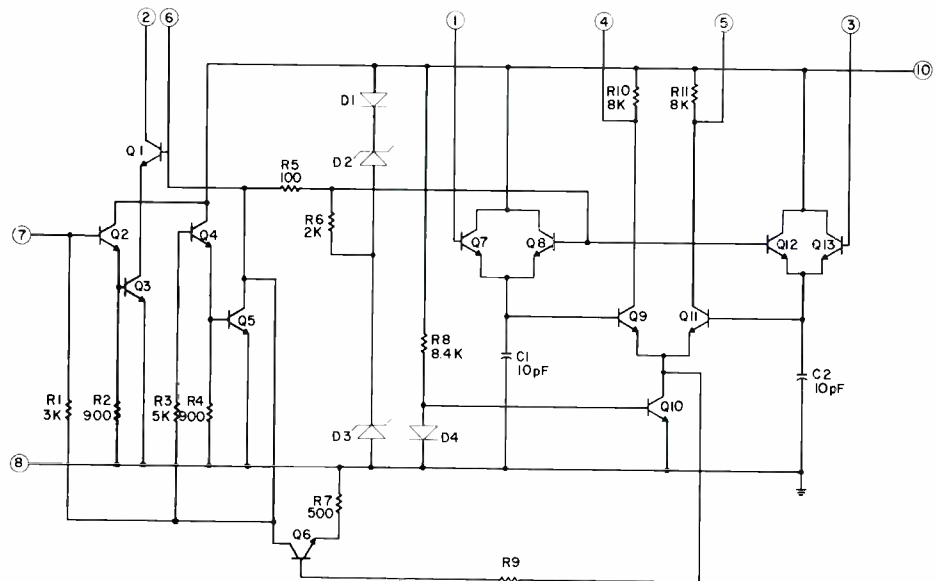 2
6
1
4
5
3
10
D1
R10
8K
R11
8K
Q1
D2
R5
100
R6
2K
7
Q2
Q4
Q7
Q8
Q12
Q13
Q3
Q5
Q9
Q11
R8
8.4K
C1
10pF
C2
10pF
R1
3K
R2
900
R3
5K
R4
900
Q10
D3
D4
8
R7
500
Q6
R9